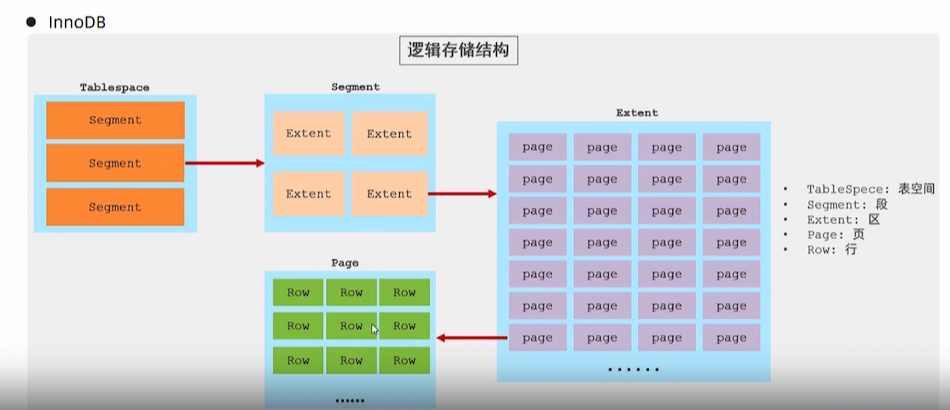 ● InnoDB
逻辑存储结构
Tablespace
Segment
Segment
Segment
Segment
Extent Extent
Extent Extent
Extent
page page page page
page page page page
page page page page
page page page page
page page page page
page page page page
page page page page
......
• TableSpece: 表空间
• Segment: 段
• Extent: 区
• Page: 页
• Row: 行
Page
Row Row Row
Row Row Row
Row Row Row
......